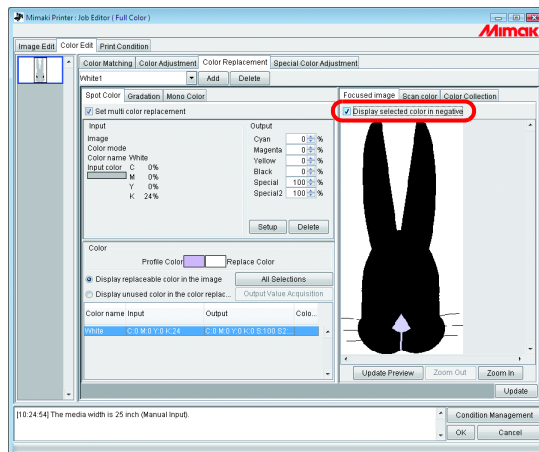 Mimaki Printer : Job Editor ( Full Color )
Mimaki
Image Edit Color Edit Print Condition
Color Matching Color Adjustment Color Replacement Special Color Adjustment
White1 Add Delete
Spot Color Gradation Mono Color
Focused image Scan color Color Collection
Set multi color replacement
Display selected color in negative
Input Output
Image
Color mode
Color name White
Input color C 0%
M 0%
Y 0%
K 24%
Cyan 0 %
Magenta 0 %
Yellow 0 %
Black 0 %
Special 100 %
Special2 100 %
Setup Delete
Color
Profile Color Replace Color
Display replaceable color in the image All Selections
Display unused color in the color replac... Output Value Acquisition
Color name Input Output Colo...
White C:0 M:0 Y:0 K:24 C:0 M:0 Y:0 K:0 S:100 S2:...
Update Preview Zoom Out Zoom In
Update
[10:24:54] The media width is 25 inch (Manual Input).
Condition Management
OK Cancel